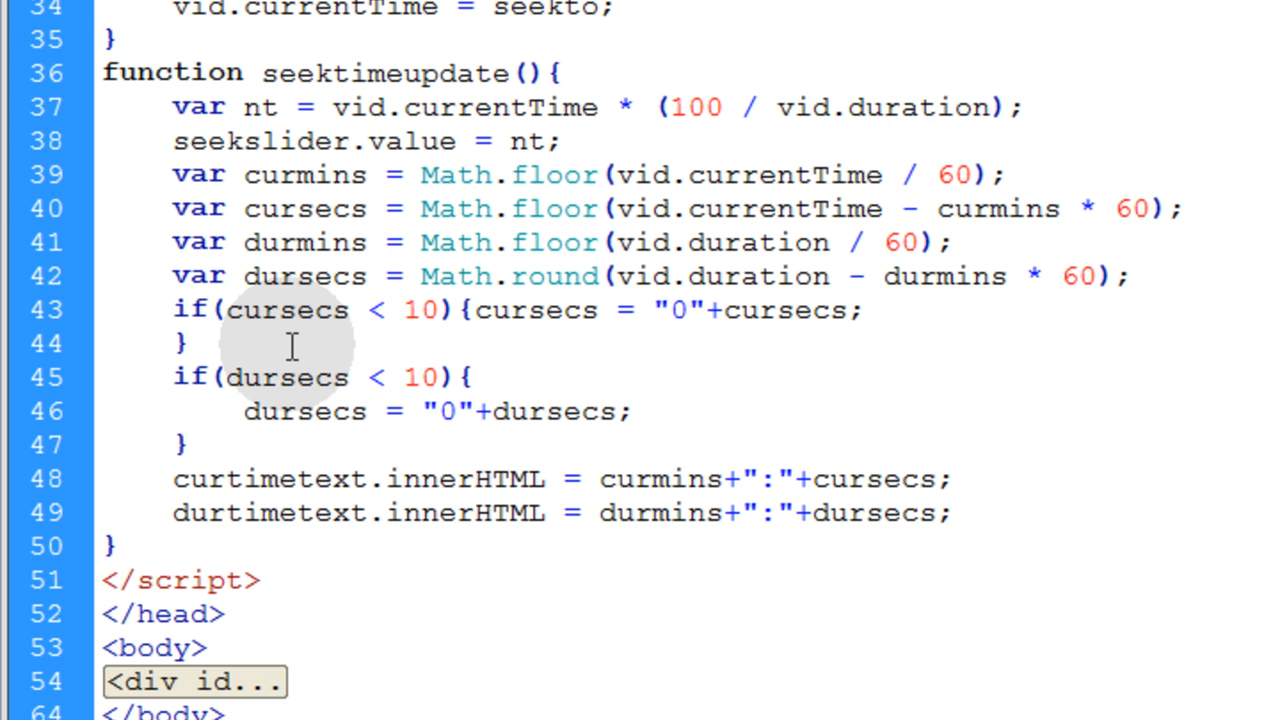 34 vid.currentTime = seekto;
35 }
36 function seektimeupdate(){
37 var nt = vid.currentTime * (100 / vid.duration);
38 seekslider.value = nt;
39 var curmins = Math.floor(vid.currentTime / 60);
40 var cursecs = Math.floor(vid.currentTime - curmins * 60);
41 var durmins = Math.floor(vid.duration / 60);
42 var dursecs = Math.round(vid.duration - durmins * 60);
43 if(cursecs < 10){cursecs = "0"+cursecs;
44 }
45 if(dursecs < 10){
46 dursecs = "0"+dursecs;
47 }
48 curtimetext.innerHTML = curmins+":"+cursecs;
49 durtimetext.innerHTML = durmins+":"+dursecs;
50 }
51 </script>
52 </head>
53 <body>
54 <div id...
64 </body>